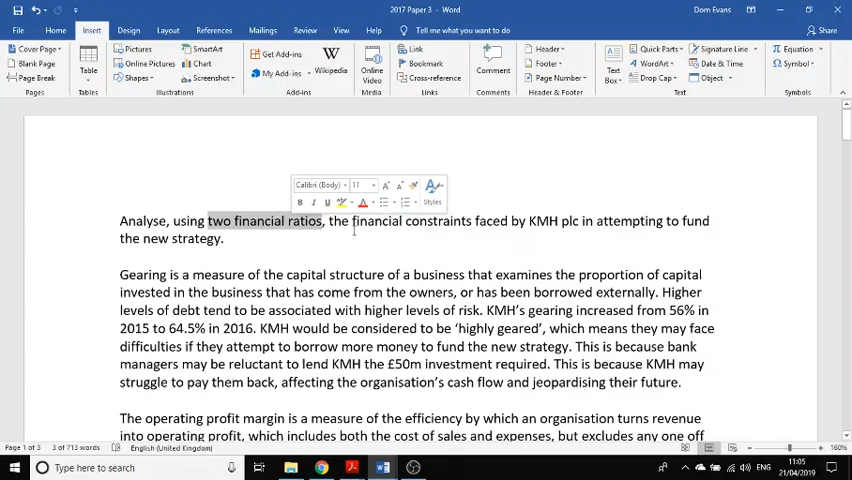 2017 Paper 3 - Word
Dom Evans
File Home Insert Design Layout References Mailings Review View Help Tell me what you want to do Share
Cover Page
Blank Page
Page Break
Pages
Table
Tables
Pictures
Online Pictures
Shapes
SmartArt
Chart
Screenshot
Illustrations
Get Add-ins
My Add-ins
Wikipedia
Add-ins
Online
Video
Media
Link
Bookmark
Cross-reference
Links
Comment
Comments
Header
Footer
Page Number
Header & Footer
Text
Box
Quick Parts
WordArt
Drop Cap
Signature Line
Date & Time
Object
Text
Equation
Symbol
Symbols
Calibri (Body) 11
B I U A Styles
Analyse, using two financial ratios, the financial constraints faced by KMH plc in attempting to fund
the new strategy.
Gearing is a measure of the capital structure of a business that examines the proportion of capital
invested in the business that has come from the owners, or has been borrowed externally. Higher
levels of debt tend to be associated with higher levels of risk. KMH's gearing increased from 56% in
2015 to 64.5% in 2016. KMH would be considered to be 'highly geared', which means they may face
difficulties if they attempt to borrow more money to fund the new strategy. This is because bank
managers may be reluctant to lend KMH the £50m investment required. This is because KMH may
struggle to pay them back, affecting the organisation's cash flow and jeopardising their future.
The operating profit margin is a measure of the efficiency by which an organisation turns revenue
into operating profit, which includes both the cost of sales and expenses, but excludes any one off
Page 1 of 3 3 of 713 words English (United Kingdom) 160%
Type here to search
ENG
11:05
21/04/2019